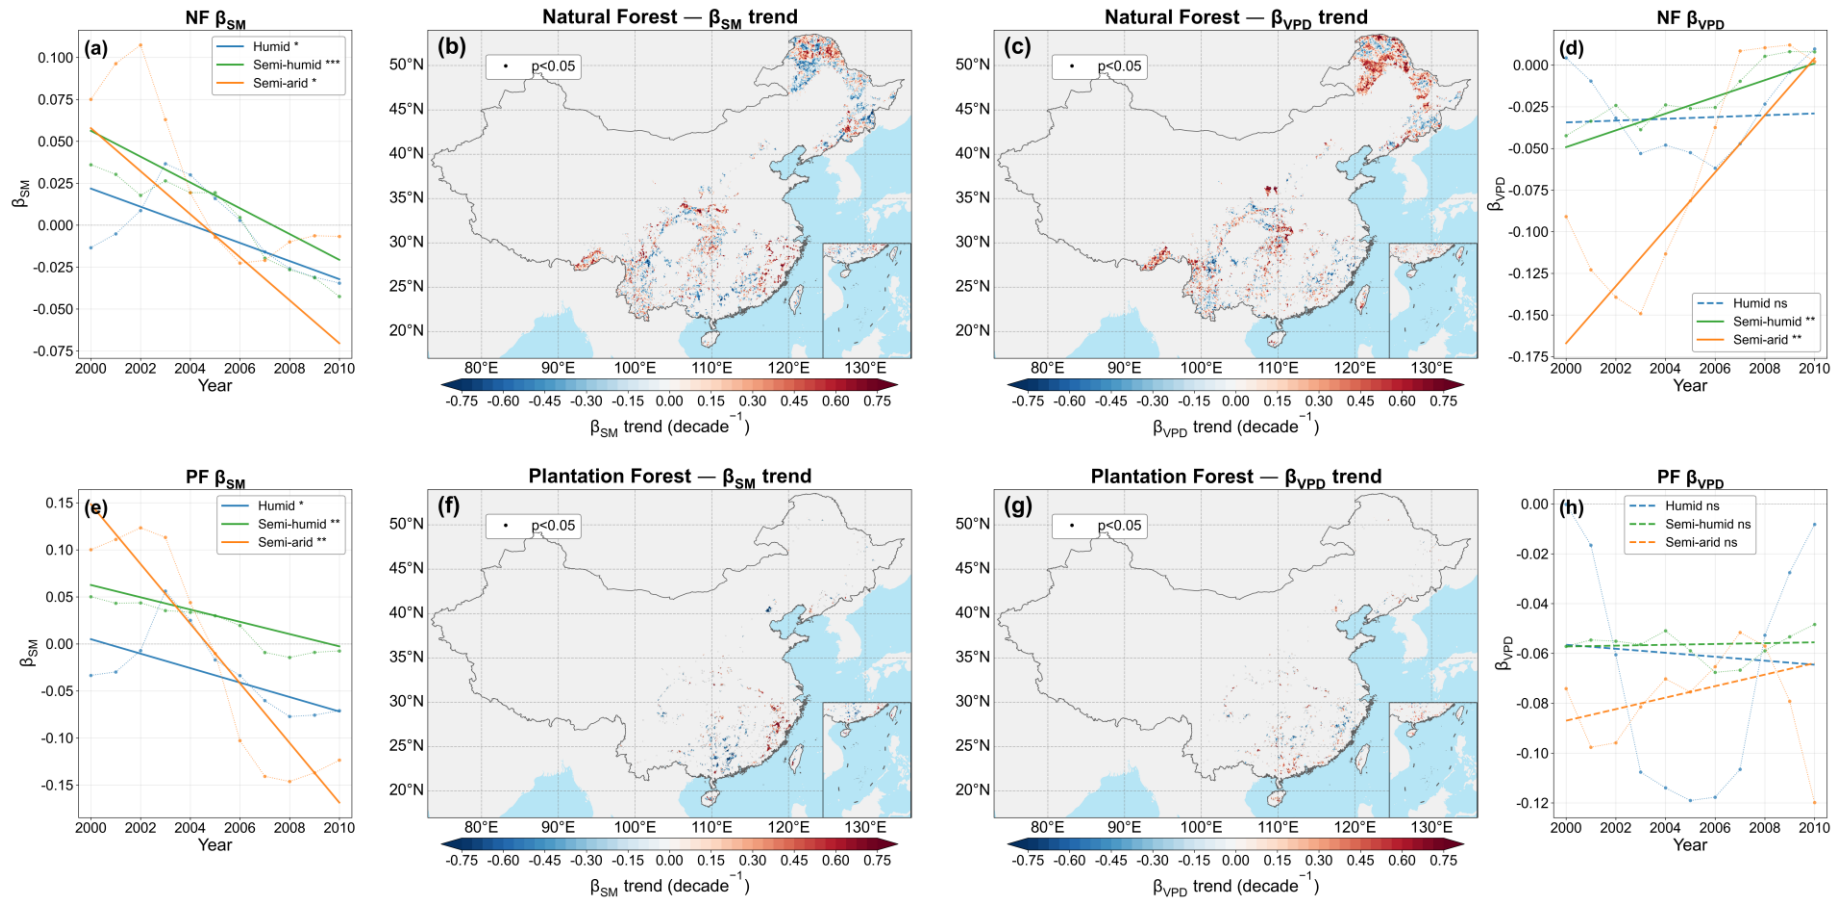 NF βSM
(a)
Humid *
Semi-humid ***
Semi-arid *
0.100
0.075
0.050
0.025
0.000
-0.025
-0.050
-0.075
βSM
2000 2002 2004 2006 2008 2010
Year
Natural Forest — βSM trend
(b)
p<0.05
50°N
45°N
40°N
35°N
30°N
25°N
20°N
80°E 90°E 100°E 110°E 120°E 130°E
-0.75 -0.60 -0.45 -0.30 -0.15 0.00 0.15 0.30 0.45 0.60 0.75
βSM trend (decade−1)
Natural Forest — βVPD trend
(c)
p<0.05
50°N
45°N
40°N
35°N
30°N
25°N
20°N
80°E 90°E 100°E 110°E 120°E 130°E
-0.75 -0.60 -0.45 -0.30 -0.15 0.00 0.15 0.30 0.45 0.60 0.75
βVPD trend (decade−1)
NF βVPD
(d)
0.000
-0.025
-0.050
-0.075
-0.100
-0.125
-0.150
-0.175
βVPD
Humid ns
Semi-humid **
Semi-arid **
2000 2002 2004 2006 2008 2010
Year
PF βSM
(e)
Humid *
Semi-humid **
Semi-arid **
0.15
0.10
0.05
0.00
-0.05
-0.10
-0.15
βSM
2000 2002 2004 2006 2008 2010
Year
Plantation Forest — βSM trend
(f)
p<0.05
50°N
45°N
40°N
35°N
30°N
25°N
20°N
80°E 90°E 100°E 110°E 120°E 130°E
-0.75 -0.60 -0.45 -0.30 -0.15 0.00 0.15 0.30 0.45 0.60 0.75
βSM trend (decade−1)
Plantation Forest — βVPD trend
(g)
p<0.05
50°N
45°N
40°N
35°N
30°N
25°N
20°N
80°E 90°E 100°E 110°E 120°E 130°E
-0.75 -0.60 -0.45 -0.30 -0.15 0.00 0.15 0.30 0.45 0.60 0.75
βVPD trend (decade−1)
PF βVPD
(h)
Humid ns
Semi-humid ns
Semi-arid ns
0.00
-0.02
-0.04
-0.06
-0.08
-0.10
-0.12
βVPD
2000 2002 2004 2006 2008 2010
Year